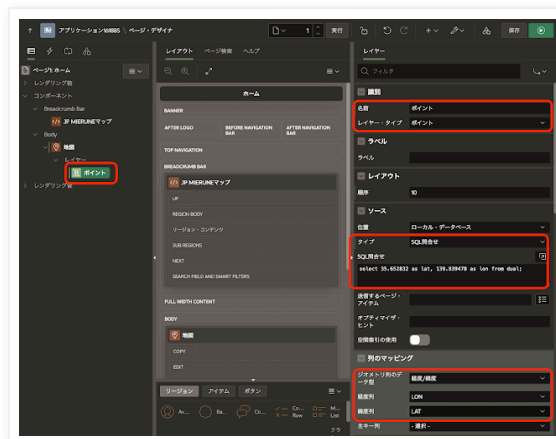 アプリケーション161885 \ ページ・デザイナ
1
実行
保存
ページ1: ホーム
レンダリング前
コンポーネント
Breadcrumb Bar
JP MIERUNEマップ
Body
地図
レイヤー
ポイント
レンダリング後
レイアウト ページ検索 ヘルプ
ホーム
BANNER
AFTER LOGO
BEFORE NAVIGATION BAR
AFTER NAVIGATION BAR
TOP NAVIGATION
BREADCRUMB BAR
JP MIERUNEマップ
UP
REGION BODY
リージョン・コンテンツ
SUB REGIONS
NEXT
SEARCH FIELD AND SMART FILTERS
FULL WIDTH CONTENT
BODY
地図
COPY
EDIT
リージョン アイテム ボタン
Av...
Ba...
Co...
Co... Row
M... List
クラ
レイヤー
フィルタ
識別
名前 ポイント
レイヤー・タイプ ポイント
ラベル
ラベル
レイアウト
順序 10
ソース
位置 ローカル・データベース
タイプ SQL問合せ
SQL問合せ
select 35.652832 as lat, 139.839478 as lon from dual;
送信するページ・アイテム
オプティマイザ・ヒント
空間索引の使用
列のマッピング
ジオメトリ列のデータ型 経度/緯度
経度列 LON
緯度列 LAT
主キー列 - 選択 -